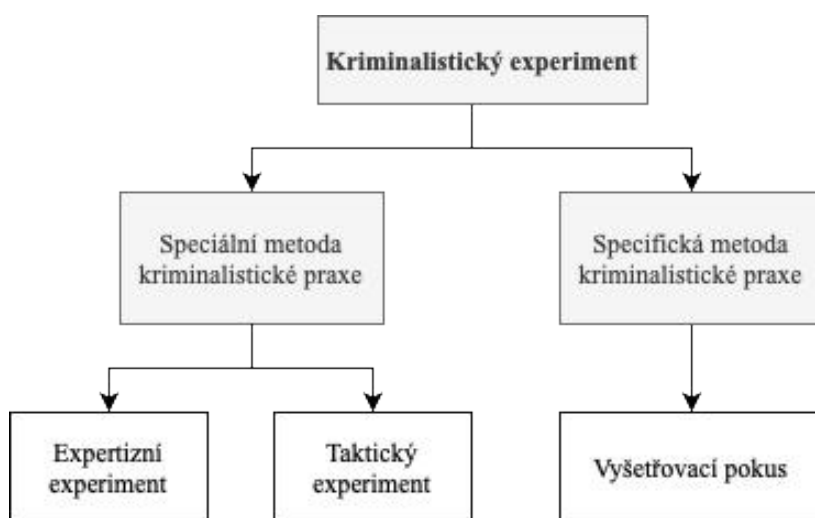 Kriminalistický experiment
Speciální metoda
kriminalistické praxe
Specifická metoda
kriminalistické praxe
Expertizní
experiment
Taktický
experiment
Vyšetřovací pokus